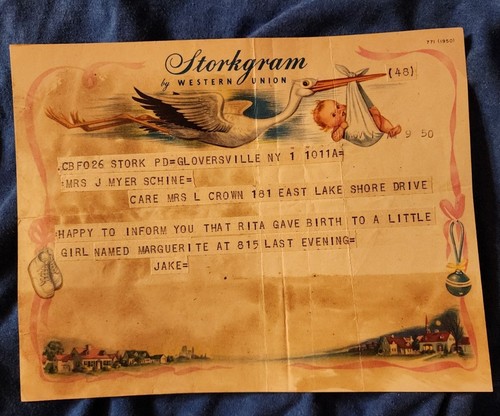 771 (1950)
Storkgram
by WESTERN UNION
(48)
9 50
.CBF026 STORK PD=GLOVERSVILLE NY 1 1011A=
MRS J MYER SCHINE=
CARE MRS L CROWN 181 EAST LAKE SHORE DRIVE
HAPPY TO INFORM YOU THAT RITA GAVE BIRTH TO A LITTLE
GIRL NAMED MARGUERITE AT 815 LAST EVENING=
JAKE=